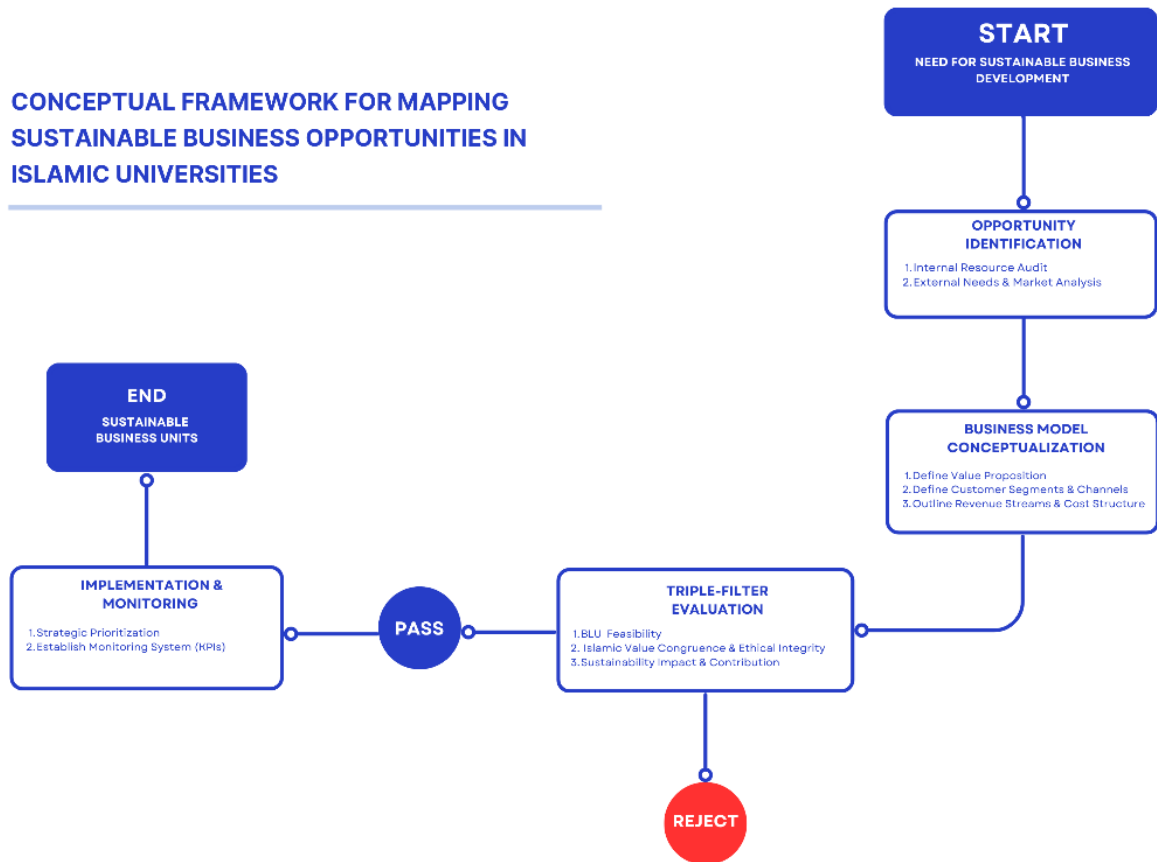 CONCEPTUAL FRAMEWORK FOR MAPPING
SUSTAINABLE BUSINESS OPPORTUNITIES IN
ISLAMIC UNIVERSITIES
START
NEED FOR SUSTAINABLE BUSINESS
DEVELOPMENT
OPPORTUNITY
IDENTIFICATION
1. Internal Resource Audit
2. External Needs & Market Analysis
BUSINESS MODEL
CONCEPTUALIZATION
1. Define Value Proposition
2. Define Customer Segments & Channels
3. Outline Revenue Streams & Cost Structure
TRIPLE-FILTER
EVALUATION
1. BLU Feasibility
2. Islamic Value Congruence & Ethical Integrity
3. Sustainability Impact & Contribution
REJECT
PASS
IMPLEMENTATION &
MONITORING
1. Strategic Prioritization
2. Establish Monitoring System (KPIs)
END
SUSTAINABLE
BUSINESS UNITS